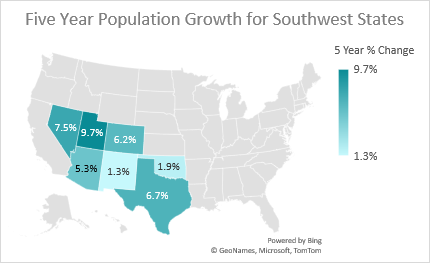 Five Year Population Growth for Southwest States
5 Year % Change
9.7%
1.3%
7.5%
9.7%
6.2%
5.3%
1.3%
1.9%
6.7%
Powered by Bing
© GeoNames, Microsoft, TomTom